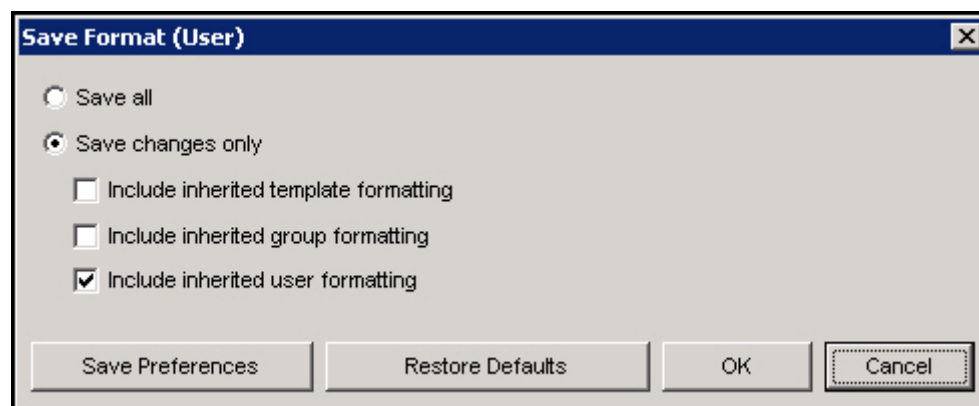 Save Format (User)
Save all
Save changes only
Include inherited template formatting
Include inherited group formatting
Include inherited user formatting
Save Preferences Restore Defaults OK Cancel